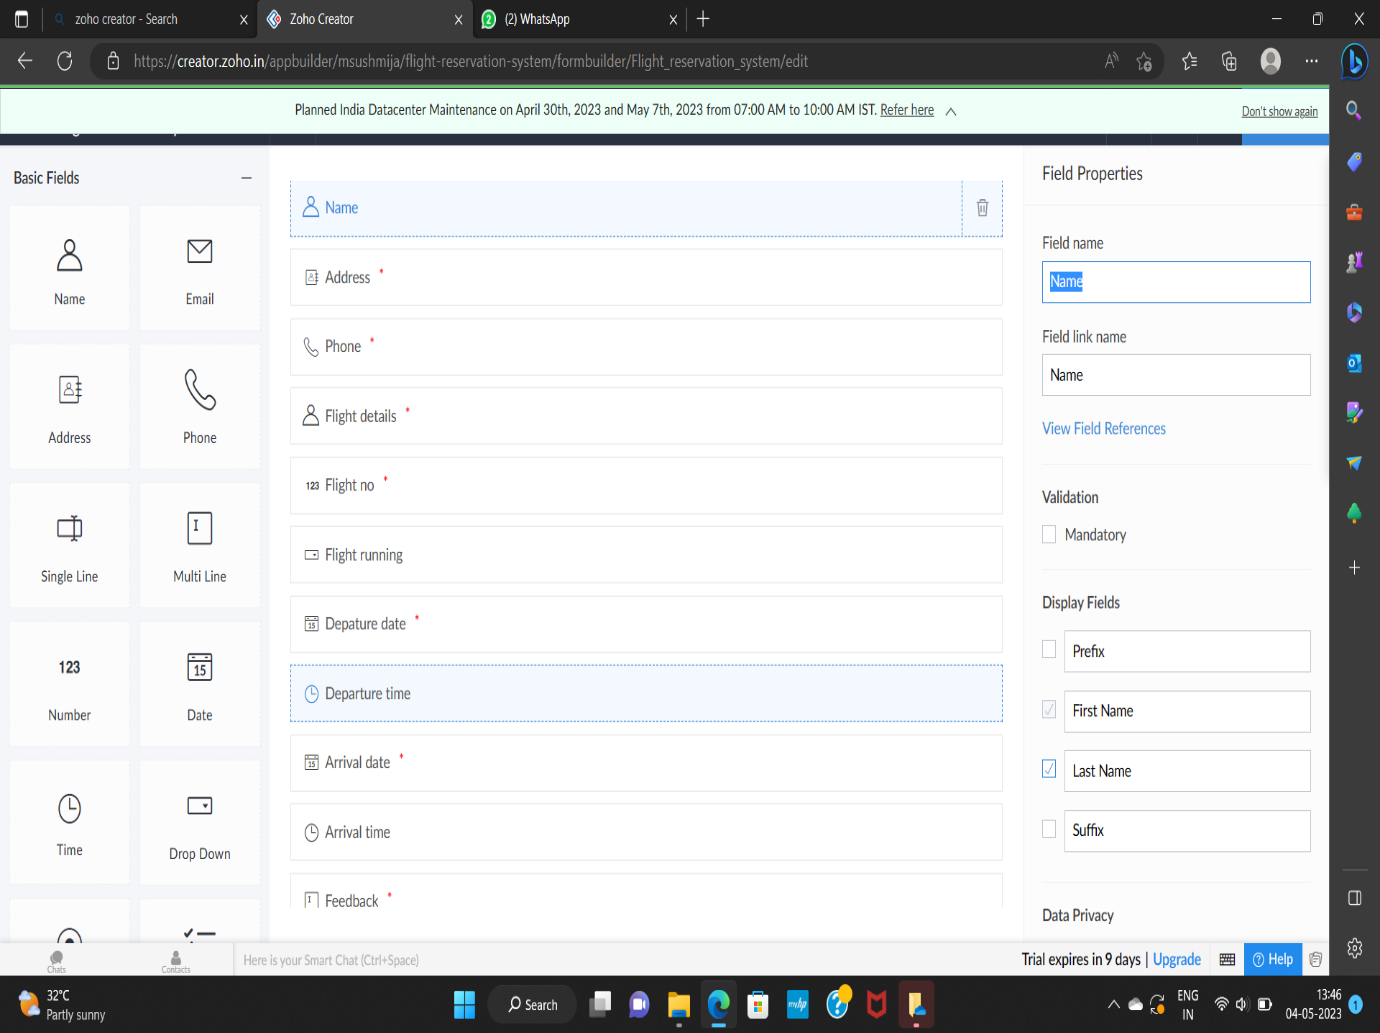 zoho creator - Search
Zoho Creator
(2) WhatsApp
https://creator.zoho.in/appbuilder/msushmija/flight-reservation-system/formbuilder/Flight_reservation_system/edit
Planned India Datacenter Maintenance on April 30th, 2023 and May 7th, 2023 from 07:00 AM to 10:00 AM IST. Refer here
Don't show again
Basic Fields
Name
Email
Address
Phone
Single Line
Multi Line
123
Number
15
Date
Time
Drop Down
Name
Address *
Phone *
Flight details *
123 Flight no *
Flight running
15 Depature date *
Departure time
15 Arrival date *
Arrival time
Feedback *
Field Properties
Field name
Name
Field link name
Name
View Field References
Validation
Mandatory
Display Fields
Prefix
First Name
Last Name
Suffix
Data Privacy
Chats
Contacts
Here is your Smart Chat (Ctrl+Space)
Trial expires in 9 days | Upgrade
Help
32°C
Partly sunny
Search
ENG
IN
13:46
04-05-2023
1